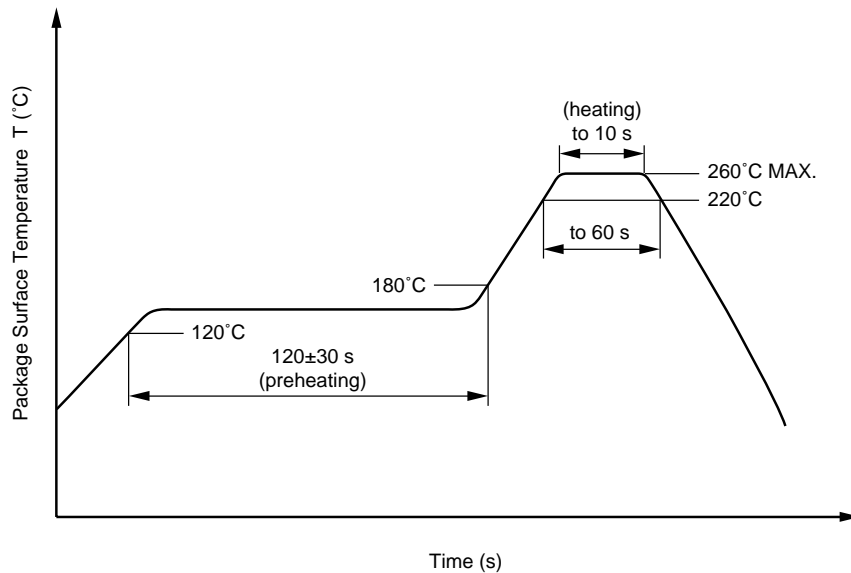 Package Surface Temperature T (˚C)
(heating)
to 10 s
260˚C MAX.
220˚C
to 60 s
180˚C
120˚C
120±30 s
(preheating)
Time (s)